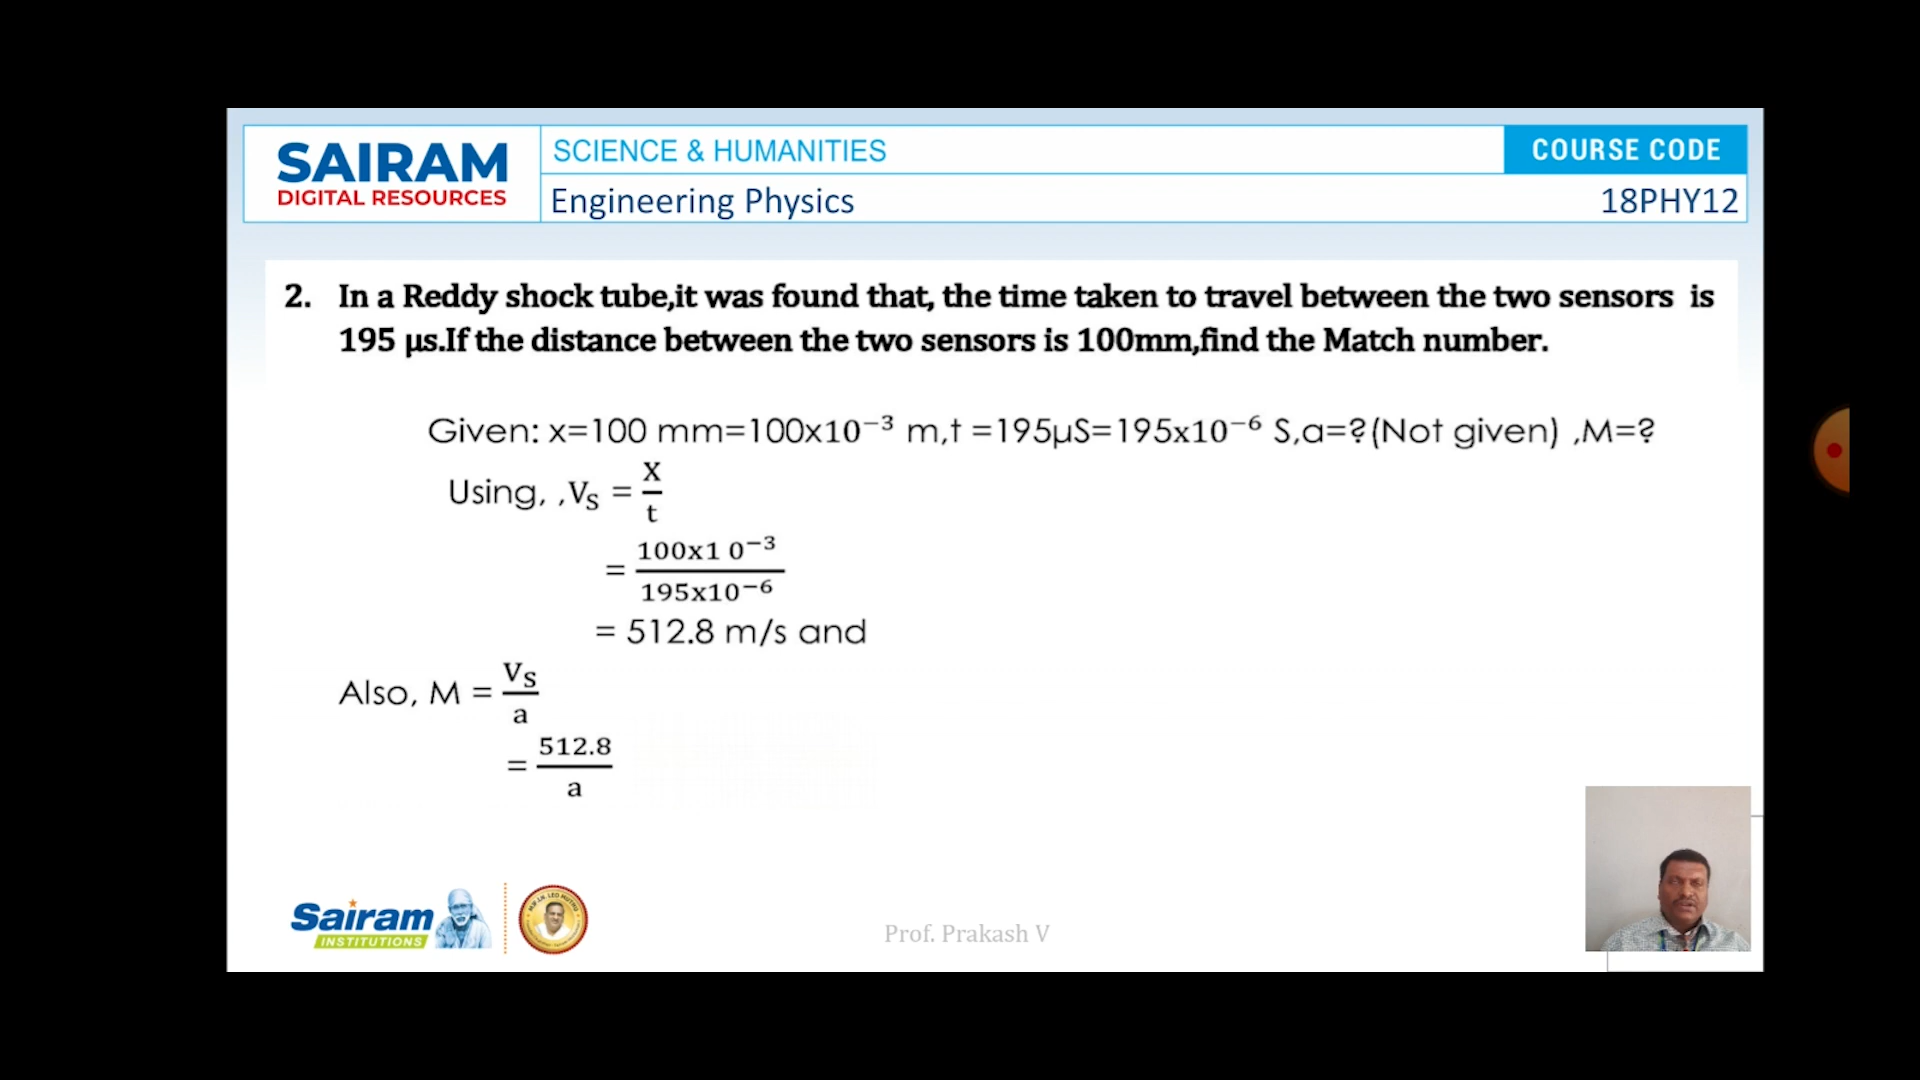 SAIRAM
DIGITAL RESOURCES
SCIENCE & HUMANITIES
COURSE CODE
Engineering Physics
18PHY12
2. In a Reddy shock tube,it was found that, the time taken to travel between the two sensors is
195 µs.If the distance between the two sensors is 100mm,find the Match number.
Given: x=100 mm=100x10⁻³ m,t =195µS=195x10⁻⁶ S,a=?(Not given) ,M=?
Using, ,Vₛ = x/t
= 100x1 0⁻³ / 195x10⁻⁶
= 512.8 m/s and
Also, M = Vₛ/a
= 512.8/a
Sairam
INSTITUTIONS
Prof. Prakash V